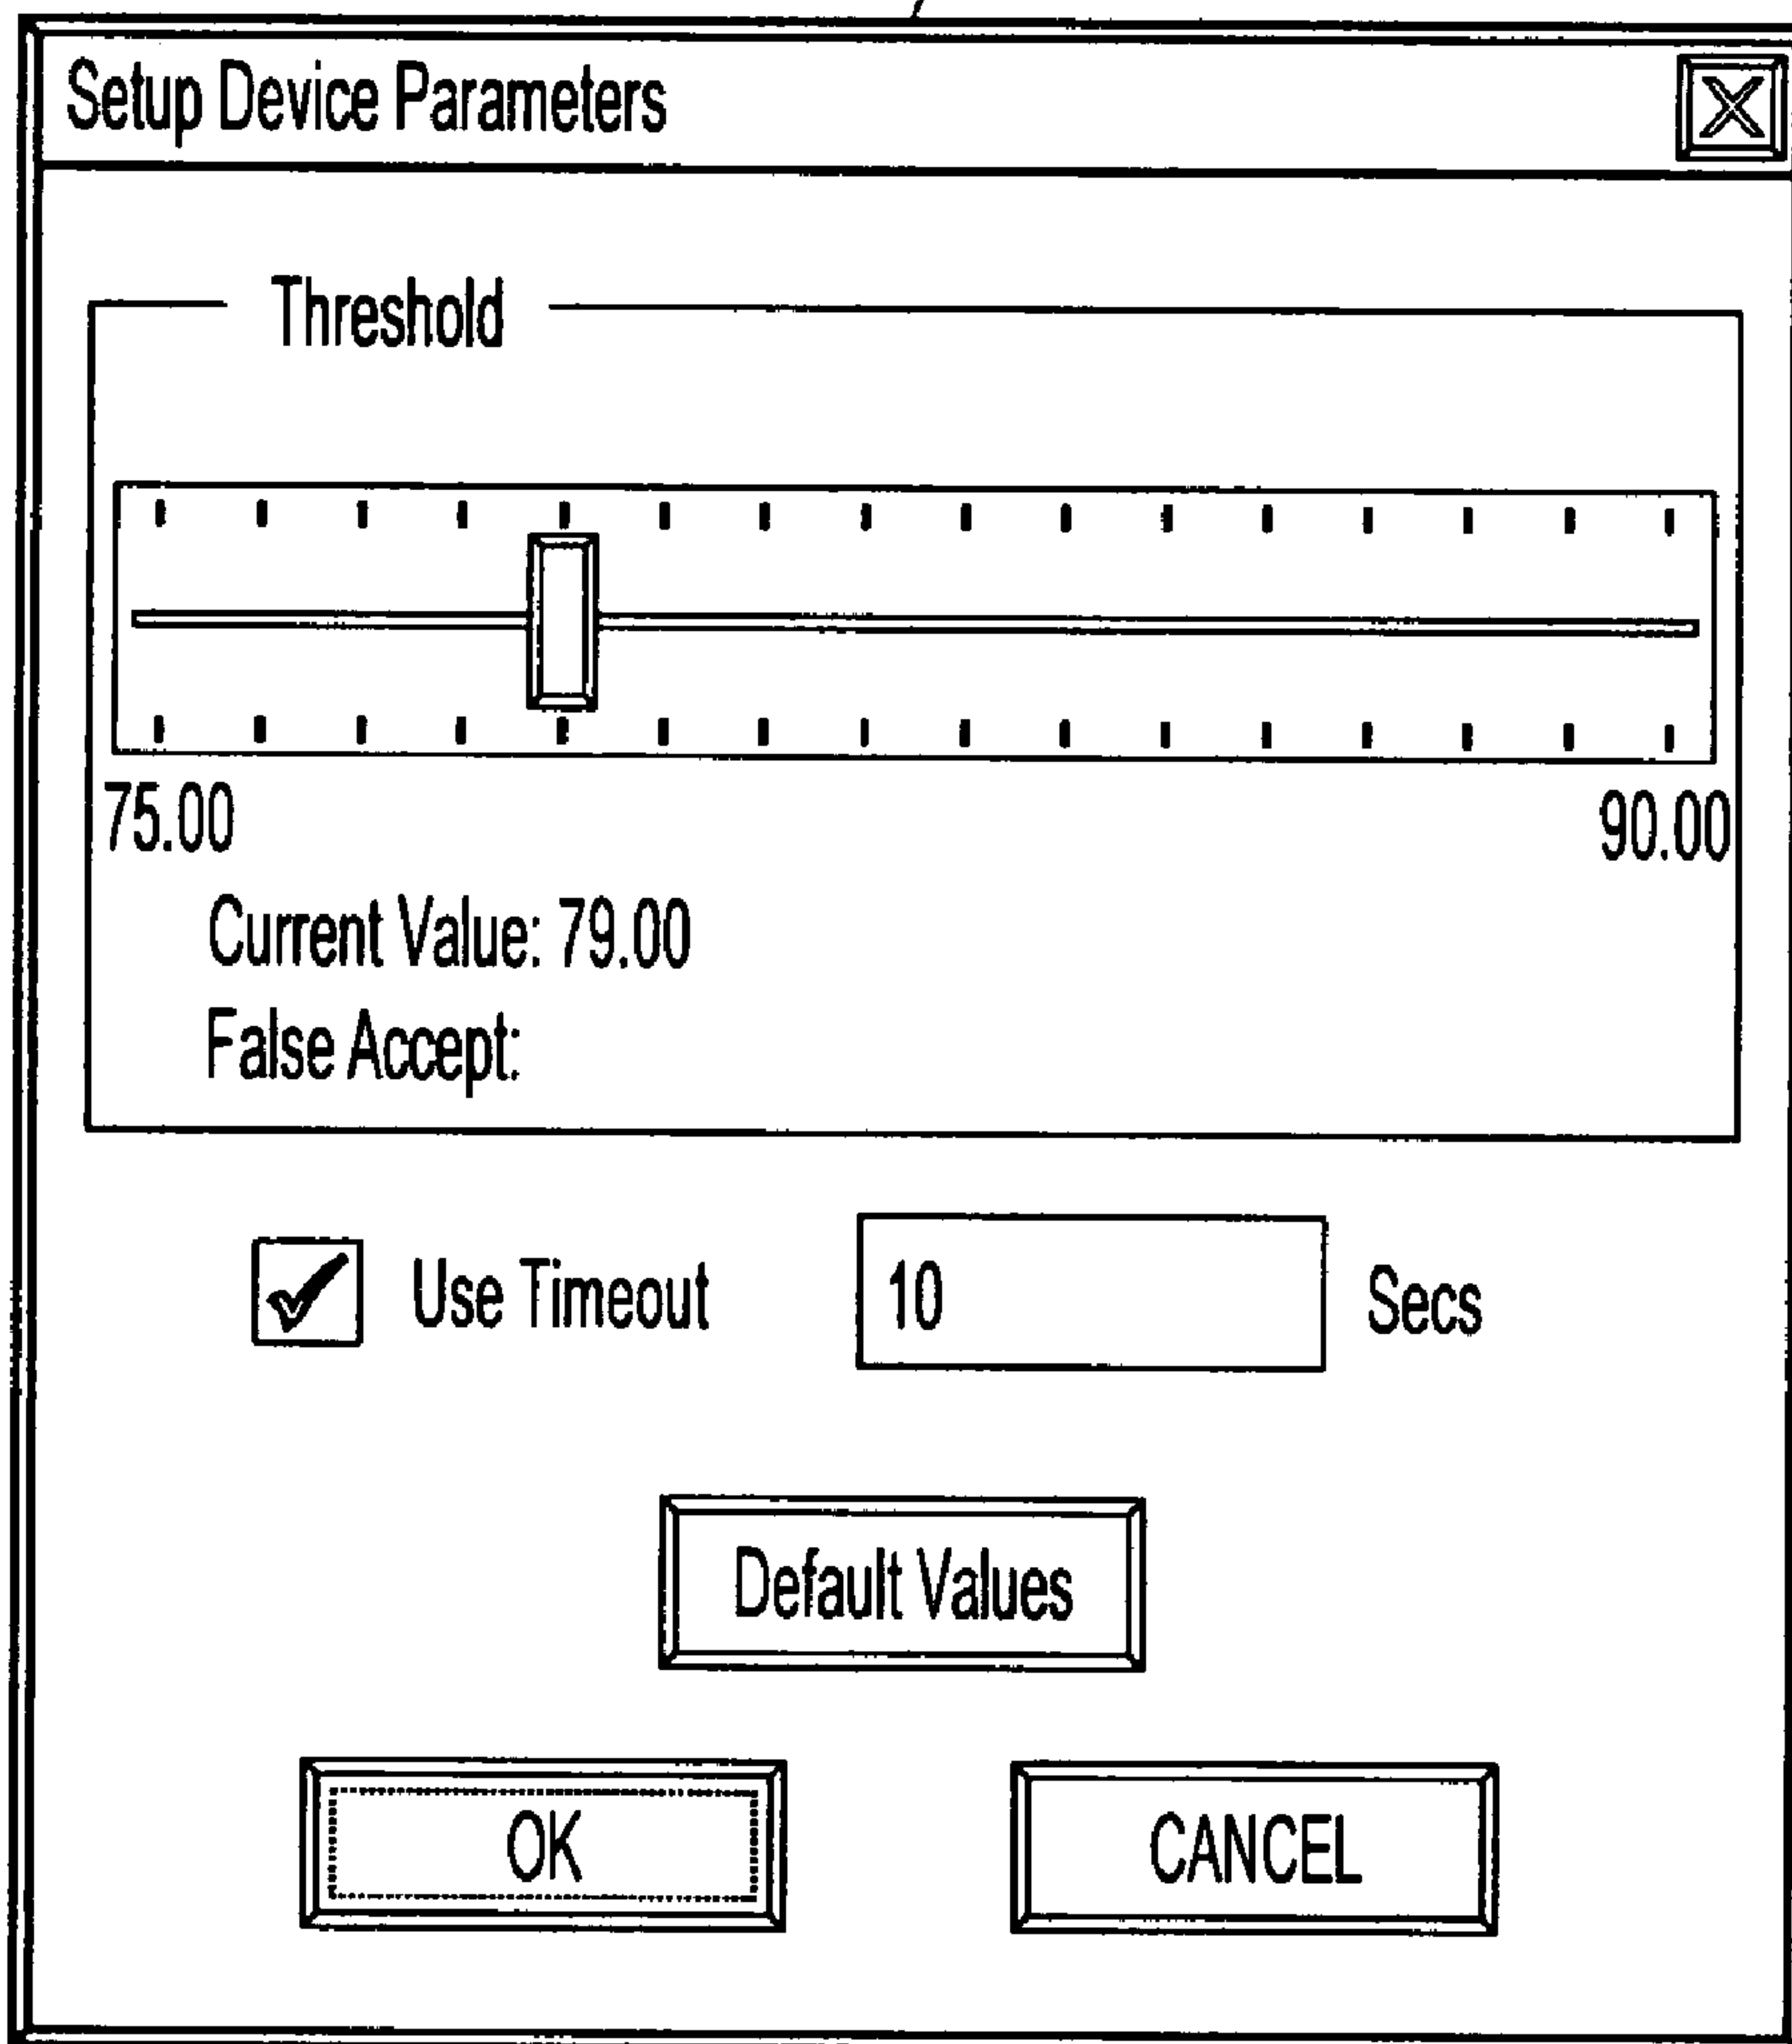 Setup Device Parameters X
Threshold
75.00 90.00
Current Value: 79.00
False Accept:
Use Timeout 10 Secs
Default Values
OK CANCEL